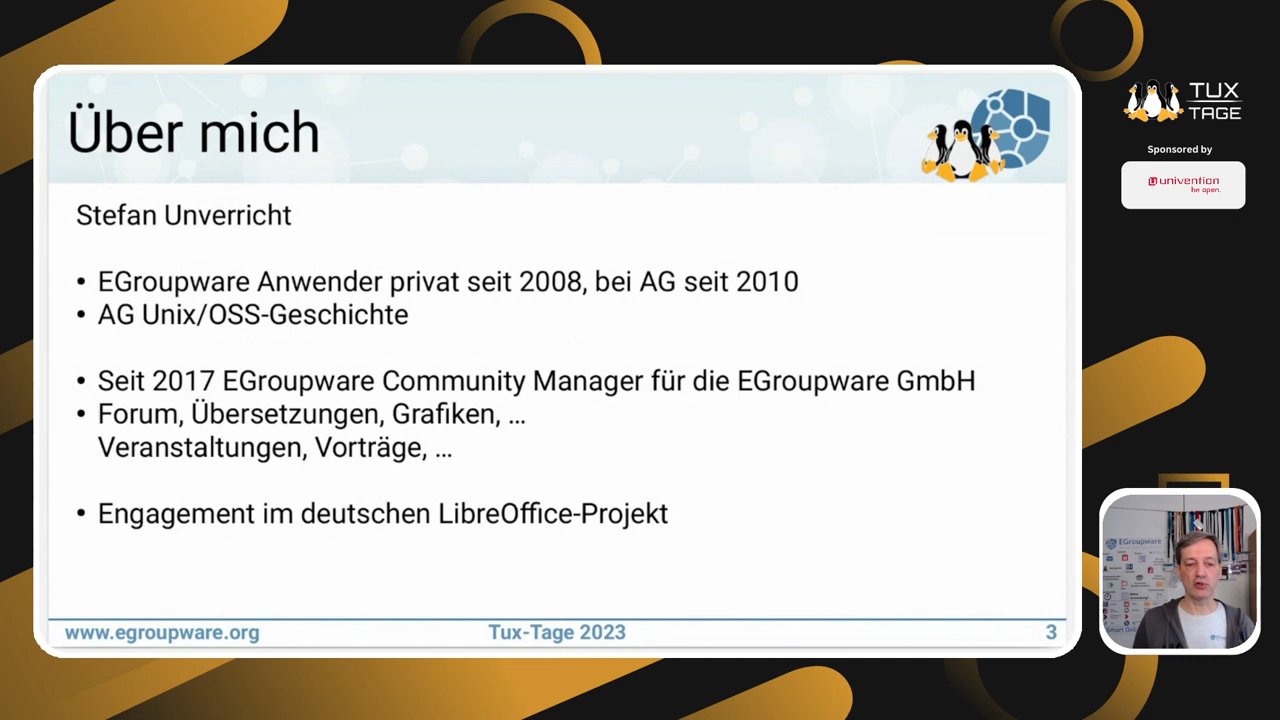 Über mich
Stefan Unverricht
• EGroupware Anwender privat seit 2008, bei AG seit 2010
• AG Unix/OSS-Geschichte
• Seit 2017 EGroupware Community Manager für die EGroupware GmbH
• Forum, Übersetzungen, Grafiken, …
Veranstaltungen, Vorträge, …
• Engagement im deutschen LibreOffice-Projekt
www.egroupware.org
Tux-Tage 2023
3
TUX
TAGE
Sponsored by
univention
be open.
EGroupware